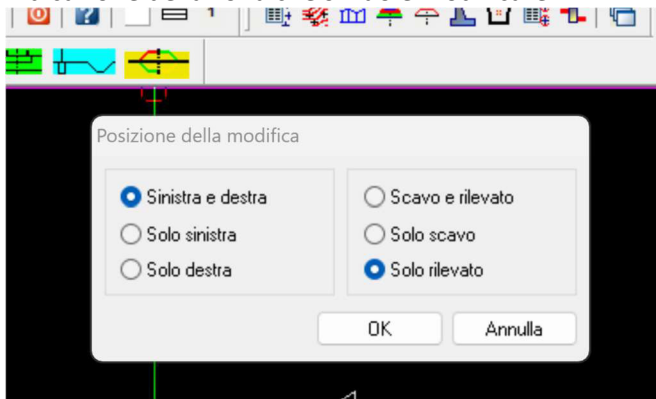 Posizione della modifica
Sinistra e destra
Solo sinistra
Solo destra
Scavo e rilevato
Solo scavo
Solo rilevato
OK
Annulla